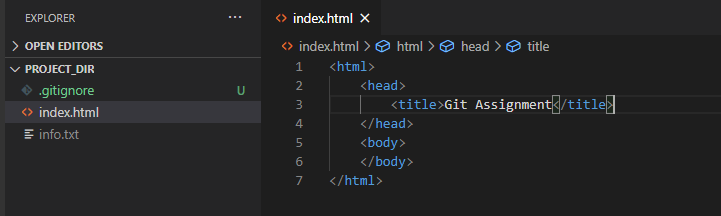 EXPLORER
OPEN EDITORS
PROJECT_DIR
.gitignore U
index.html
info.txt
index.html
index.html > html > head > title
1 <html>
2 <head>
3 <title>Git Assignment</title>
4 </head>
5 <body>
6 </body>
7 </html>